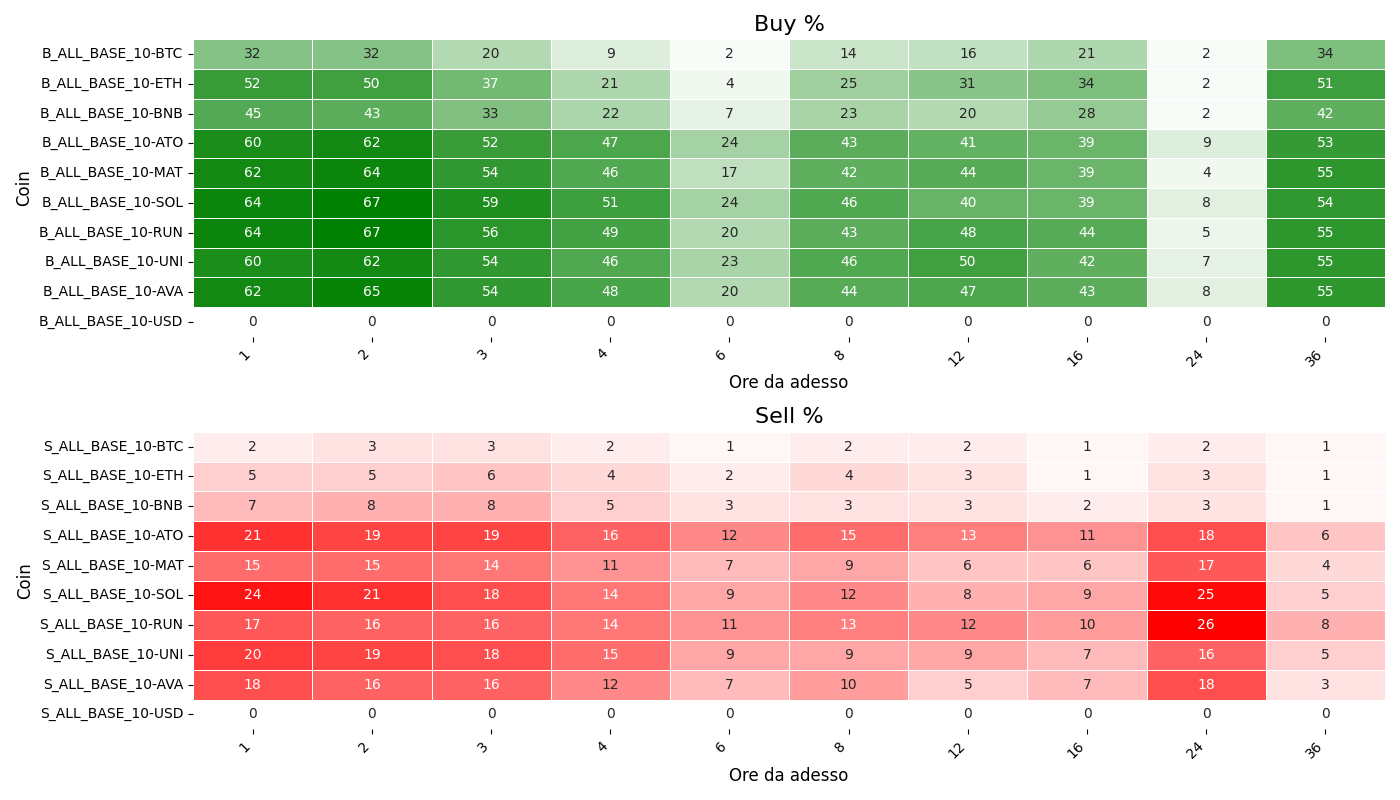 Buy %
Coin
B_ALL_BASE_10-BTC 32 32 20 9 2 14 16 21 2 34
B_ALL_BASE_10-ETH 52 50 37 21 4 25 31 34 2 51
B_ALL_BASE_10-BNB 45 43 33 22 7 23 20 28 2 42
B_ALL_BASE_10-ATO 60 62 52 47 24 43 41 39 9 53
B_ALL_BASE_10-MAT 62 64 54 46 17 42 44 39 4 55
B_ALL_BASE_10-SOL 64 67 59 51 24 46 40 39 8 54
B_ALL_BASE_10-RUN 64 67 56 49 20 43 48 44 5 55
B_ALL_BASE_10-UNI 60 62 54 46 23 46 50 42 7 55
B_ALL_BASE_10-AVA 62 65 54 48 20 44 47 43 8 55
B_ALL_BASE_10-USD 0 0 0 0 0 0 0 0 0 0
1 2 3 4 6 8 12 16 24 36
Ore da adesso
Sell %
Coin
S_ALL_BASE_10-BTC 2 3 3 2 1 2 2 1 2 1
S_ALL_BASE_10-ETH 5 5 6 4 2 4 3 1 3 1
S_ALL_BASE_10-BNB 7 8 8 5 3 3 3 2 3 1
S_ALL_BASE_10-ATO 21 19 19 16 12 15 13 11 18 6
S_ALL_BASE_10-MAT 15 15 14 11 7 9 6 6 17 4
S_ALL_BASE_10-SOL 24 21 18 14 9 12 8 9 25 5
S_ALL_BASE_10-RUN 17 16 16 14 11 13 12 10 26 8
S_ALL_BASE_10-UNI 20 19 18 15 9 9 9 7 16 5
S_ALL_BASE_10-AVA 18 16 16 12 7 10 5 7 18 3
S_ALL_BASE_10-USD 0 0 0 0 0 0 0 0 0 0
1 2 3 4 6 8 12 16 24 36
Ore da adesso